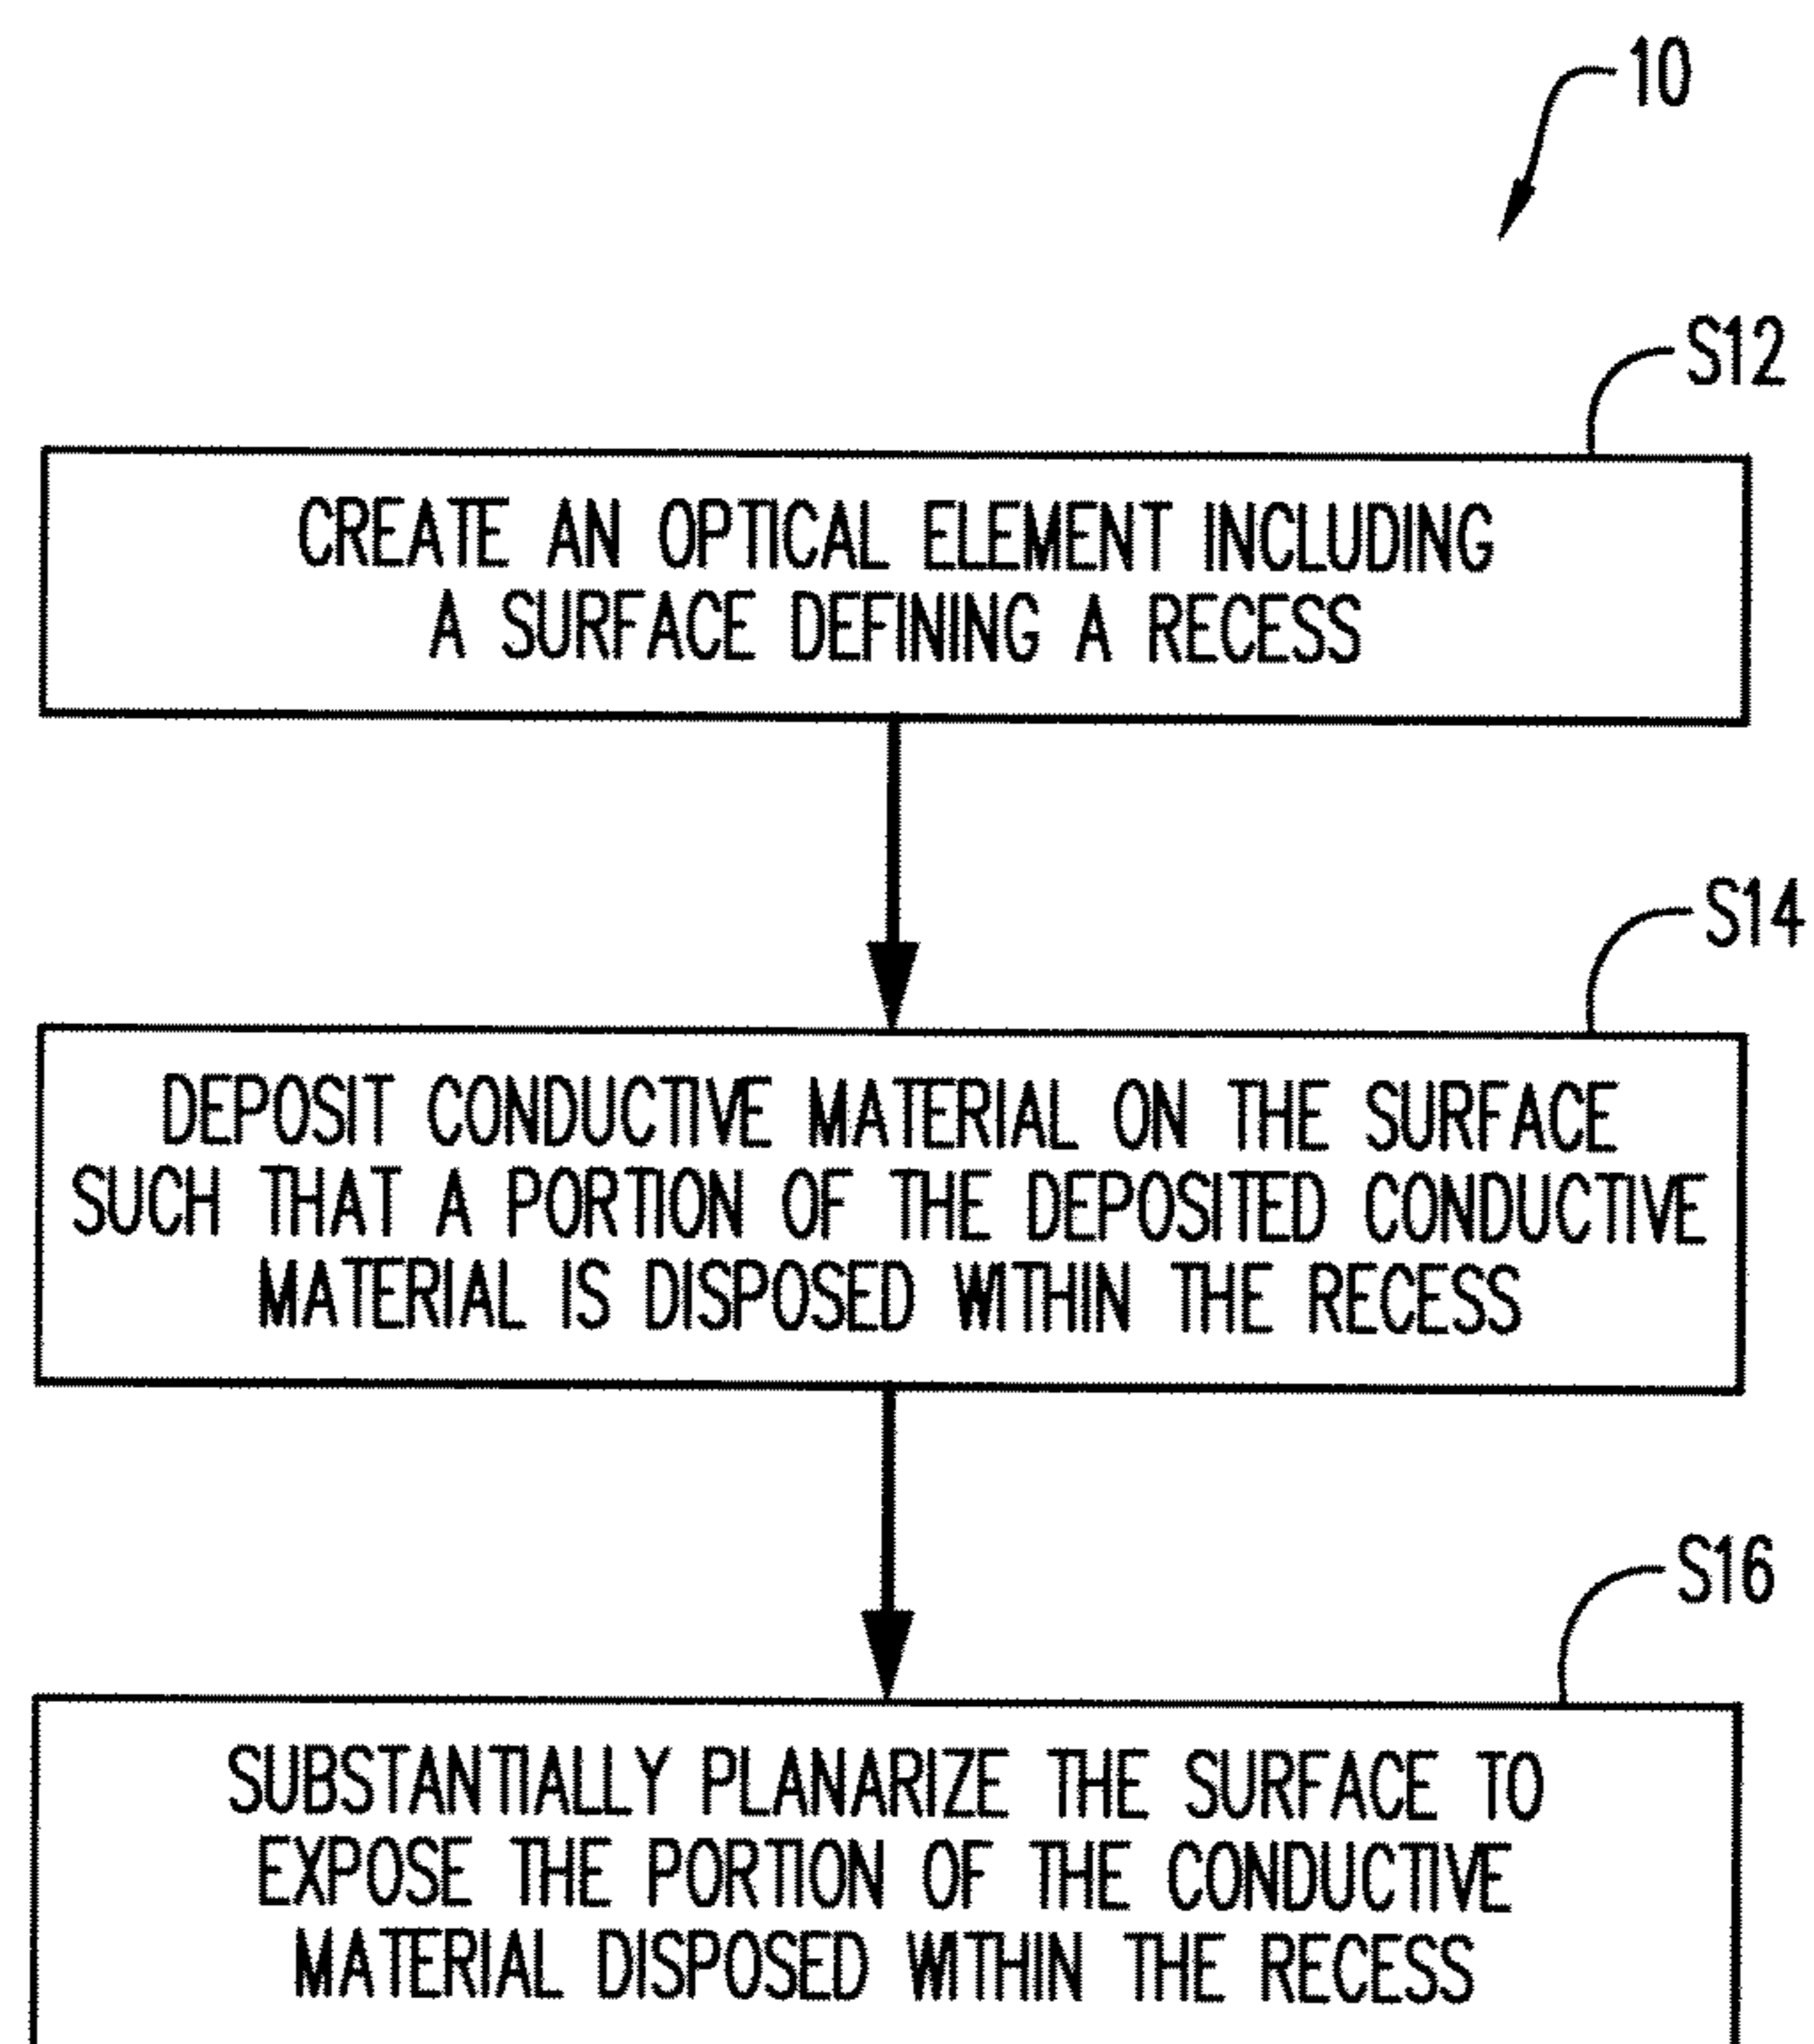 10
S12
CREATE AN OPTICAL ELEMENT INCLUDING
A SURFACE DEFINING A RECESS
S14
DEPOSIT CONDUCTIVE MATERIAL ON THE SURFACE
SUCH THAT A PORTION OF THE DEPOSITED CONDUCTIVE
MATERIAL IS DISPOSED WITHIN THE RECESS
S16
SUBSTANTIALLY PLANARIZE THE SURFACE TO
EXPOSE THE PORTION OF THE CONDUCTIVE
MATERIAL DISPOSED WITHIN THE RECESS